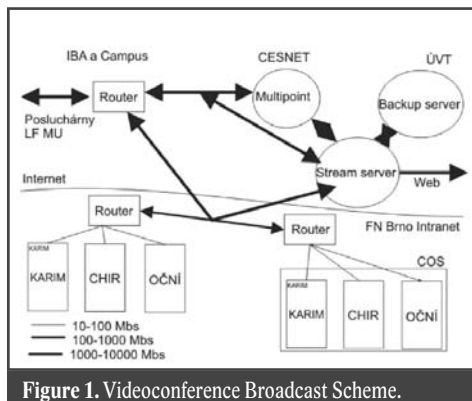 IBA a Campus
CESNET
ÚVT
Router
Multipoint
Backup server
Posluchárny
LF MU
Stream server
Web
Internet
Router
FN Brno Intranet
Router
COS
KARIM
KARIM
CHIR
OČNÍ
KARIM
KARIM
CHIR
OČNÍ
10-100 Mbs
100-1000 Mbs
1000-10000 Mbs
Figure 1. Videoconference Broadcast Scheme.